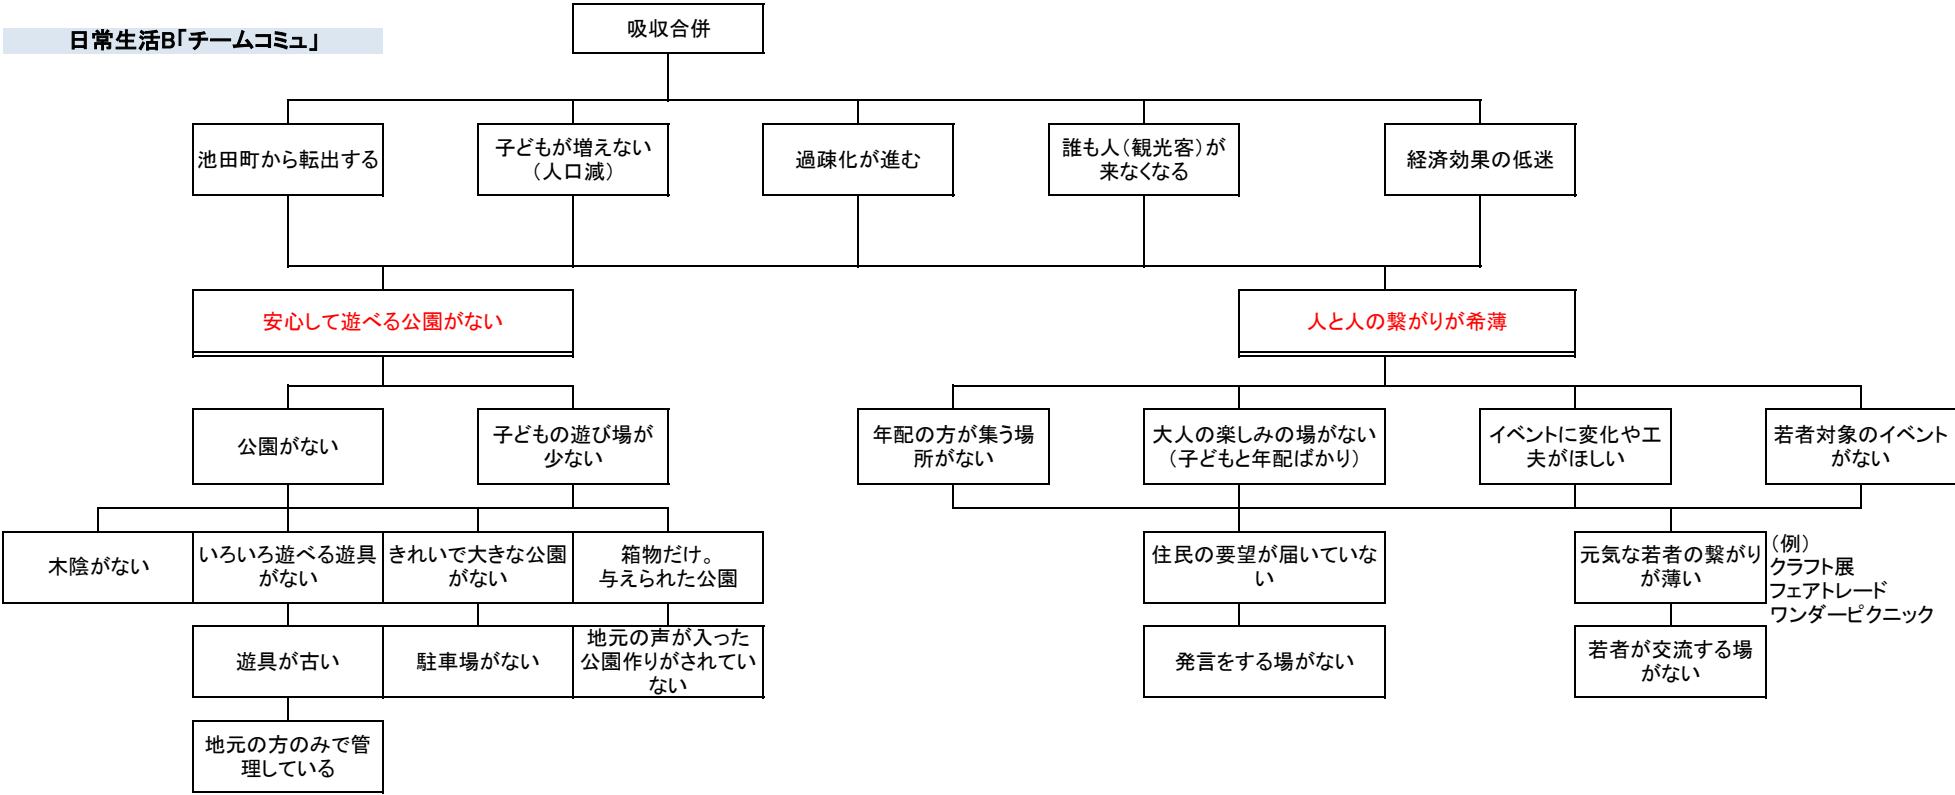 日常生活B「チームコミュ」
吸収合併
池田町から転出する
子どもが増えない
（人口減）
過疎化が進む
誰も人（観光客）が
来なくなる
経済効果の低迷
安心して遊べる公園がない
人と人の繋がりが希薄
公園がない
子どもの遊び場が
少ない
年配の方が集う場
所がない
大人の楽しみの場がない
（子どもと年配ばかり）
イベントに変化や工
夫がほしい
若者対象のイベント
がない
木陰がない
いろいろ遊べる遊具
がない
きれいで大きな公園
がない
箱物だけ。
与えられた公園
住民の要望が届いていな
い
元気な若者の繋がり
が薄い
（例）
クラフト展
フェアトレード
ワンダーピクニック
遊具が古い
駐車場がない
地元の声が入った
公園作りがされてい
ない
発言をする場がない
若者が交流する場
がない
地元の方のみで管
理している